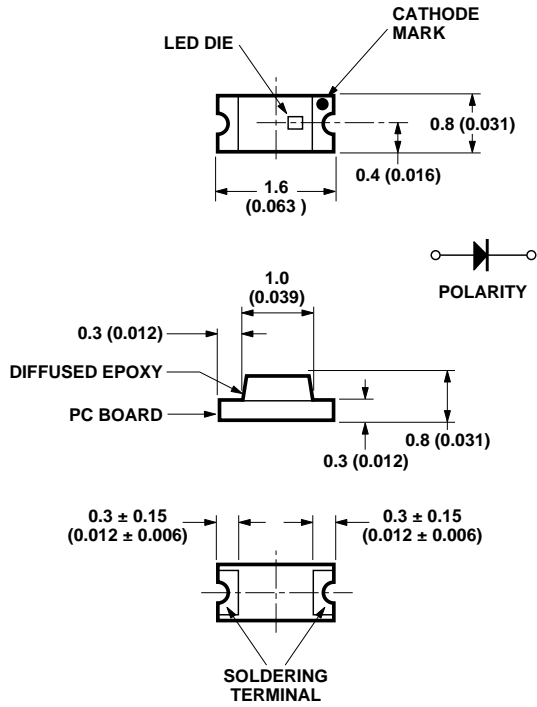 CATHODE
MARK
LED DIE
0.8 (0.031)
0.4 (0.016)
1.6
(0.063 )
POLARITY
1.0
(0.039)
0.3 (0.012)
DIFFUSED EPOXY
PC BOARD
0.8 (0.031)
0.3 (0.012)
0.3 ± 0.15
(0.012 ± 0.006)
0.3 ± 0.15
(0.012 ± 0.006)
SOLDERING
TERMINAL